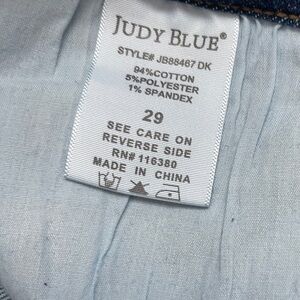 JUDY BLUE®
STYLE# JB88467 DK
94%COTTON
5%POLYESTER
1% SPANDEX
29
SEE CARE ON
REVERSE SIDE
RN# 116380
MADE IN CHINA